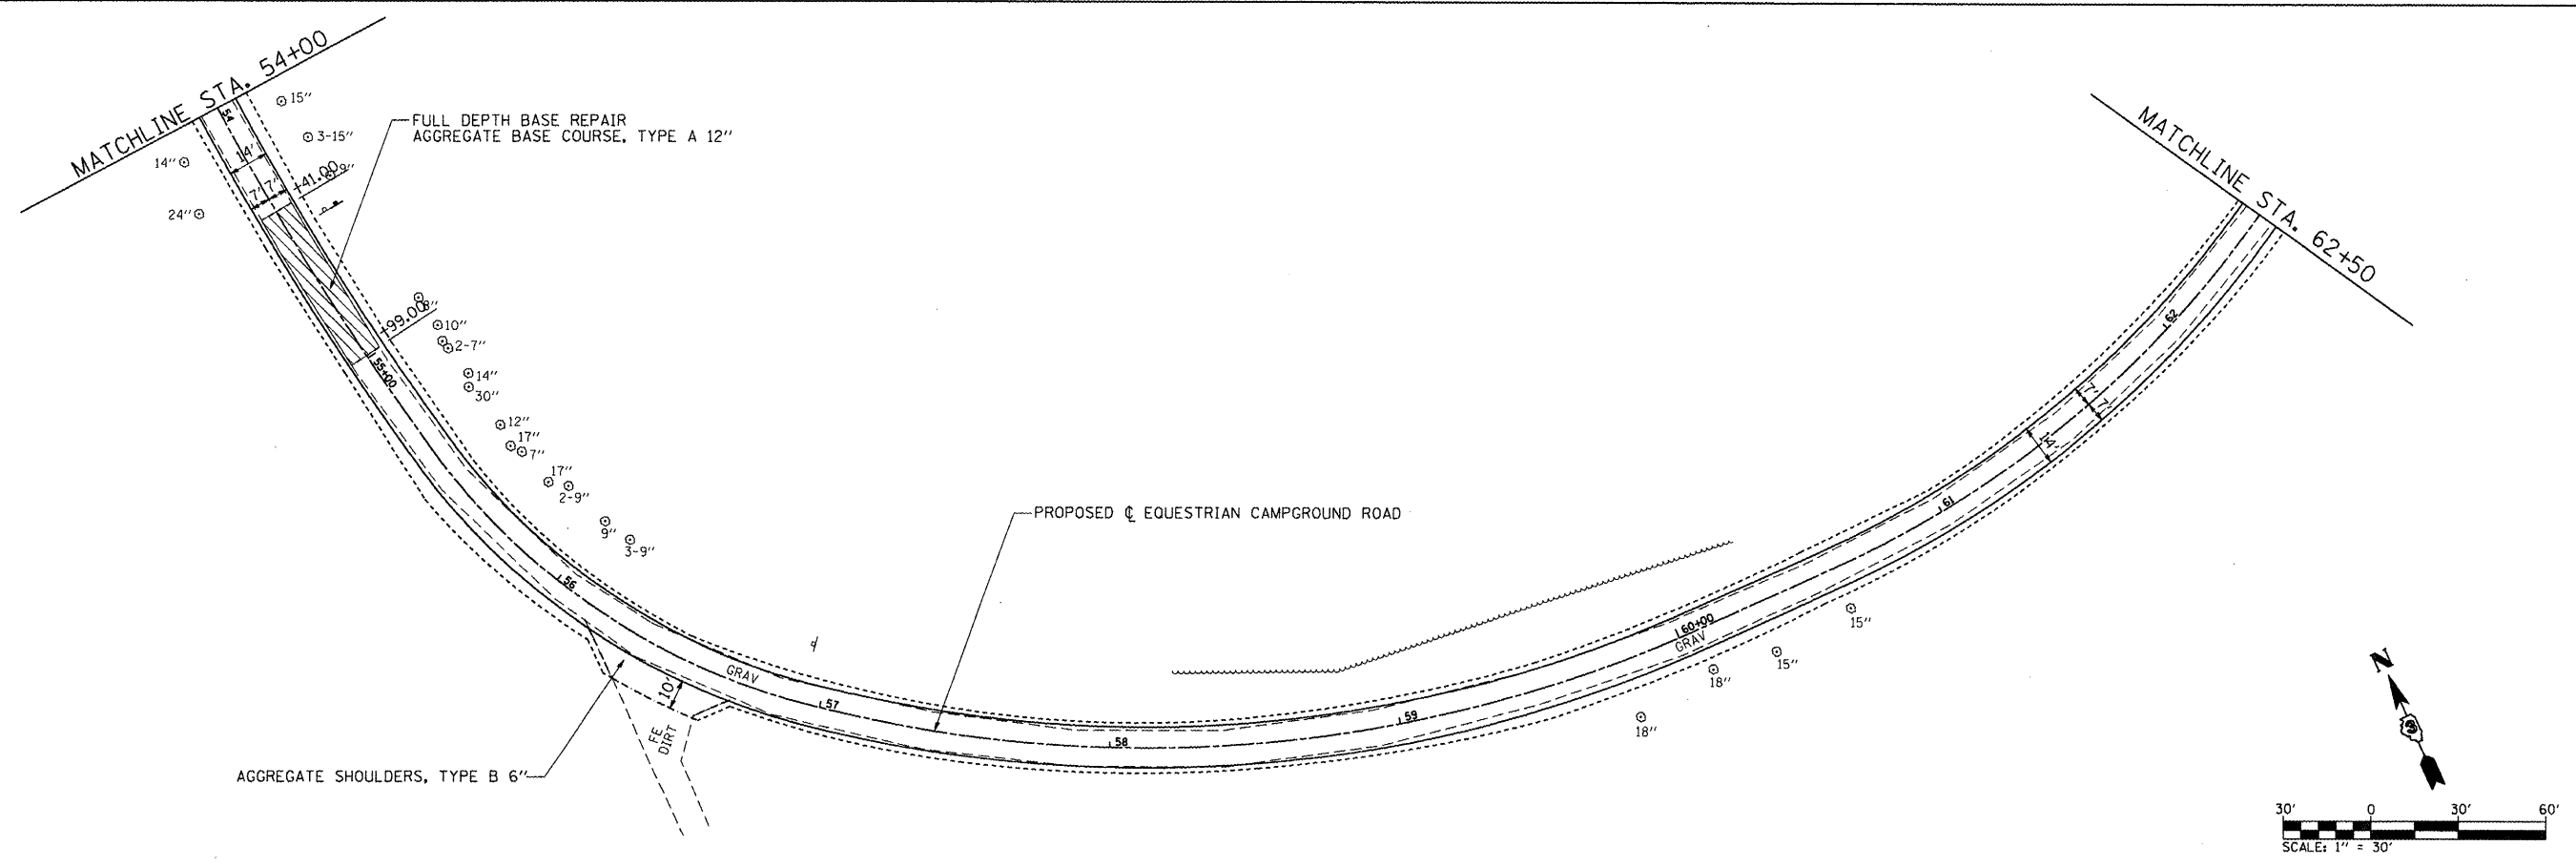 MATCHLINE STA. 54+00
15"
3-15"
14"
24"
54
14'
7' 7'
+41.00
9"
FULL DEPTH BASE REPAIR
AGGREGATE BASE COURSE, TYPE A 12"
+99.00
8"
10"
2-7"
14"
30"
55+00
12"
17"
7"
17"
2-9"
9"
3-9"
56
GRAV
57
10'
FE
DIRT
AGGREGATE SHOULDERS, TYPE B 6"
PROPOSED ℄ EQUESTRIAN CAMPGROUND ROAD
58
59
60+00
GRAV
18"
18"
15"
15"
61
14'
7'
7'
62
MATCHLINE STA. 62+50
N
30' 0 30' 60'
SCALE: 1" = 30'